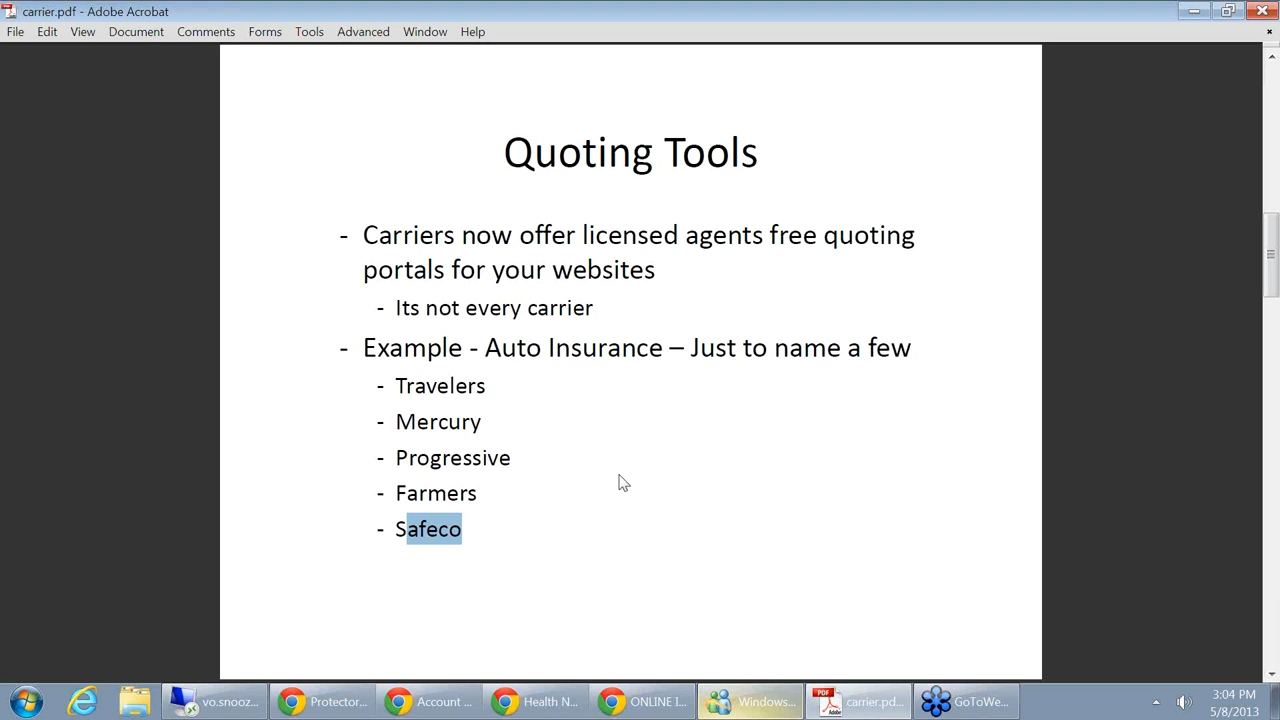 carrier.pdf - Adobe Acrobat
File Edit View Document Comments Forms Tools Advanced Window Help
Quoting Tools
- Carriers now offer licensed agents free quoting
portals for your websites
- Its not every carrier
- Example - Auto Insurance – Just to name a few
- Travelers
- Mercury
- Progressive
- Farmers
- Safeco
vo.snooz... Protector... Account ... Health N... ONLINE I... Windows... carrier.pd... GoToWe... 3:04 PM
5/8/2013